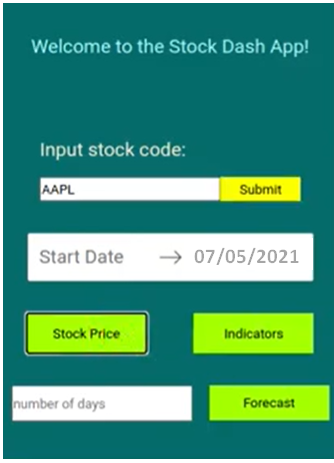 Welcome to the Stock Dash App!
Input stock code:
AAPL Submit
Start Date → 07/05/2021
Stock Price Indicators
number of days Forecast